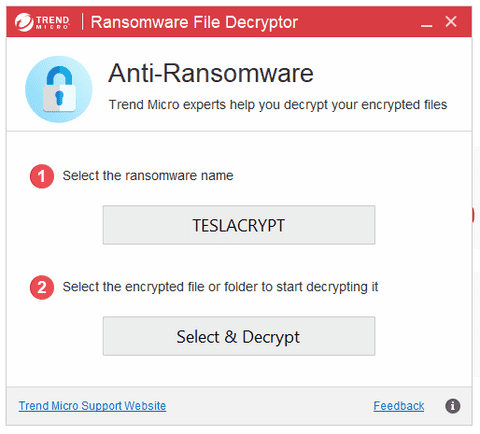 TREND MICRO | Ransomware File Decryptor
Anti-Ransomware
Trend Micro experts help you decrypt your encrypted files
1 Select the ransomware name
TESLACRYPT
2 Select the encrypted file or folder to start decrypting it
Select & Decrypt
Trend Micro Support Website Feedback i